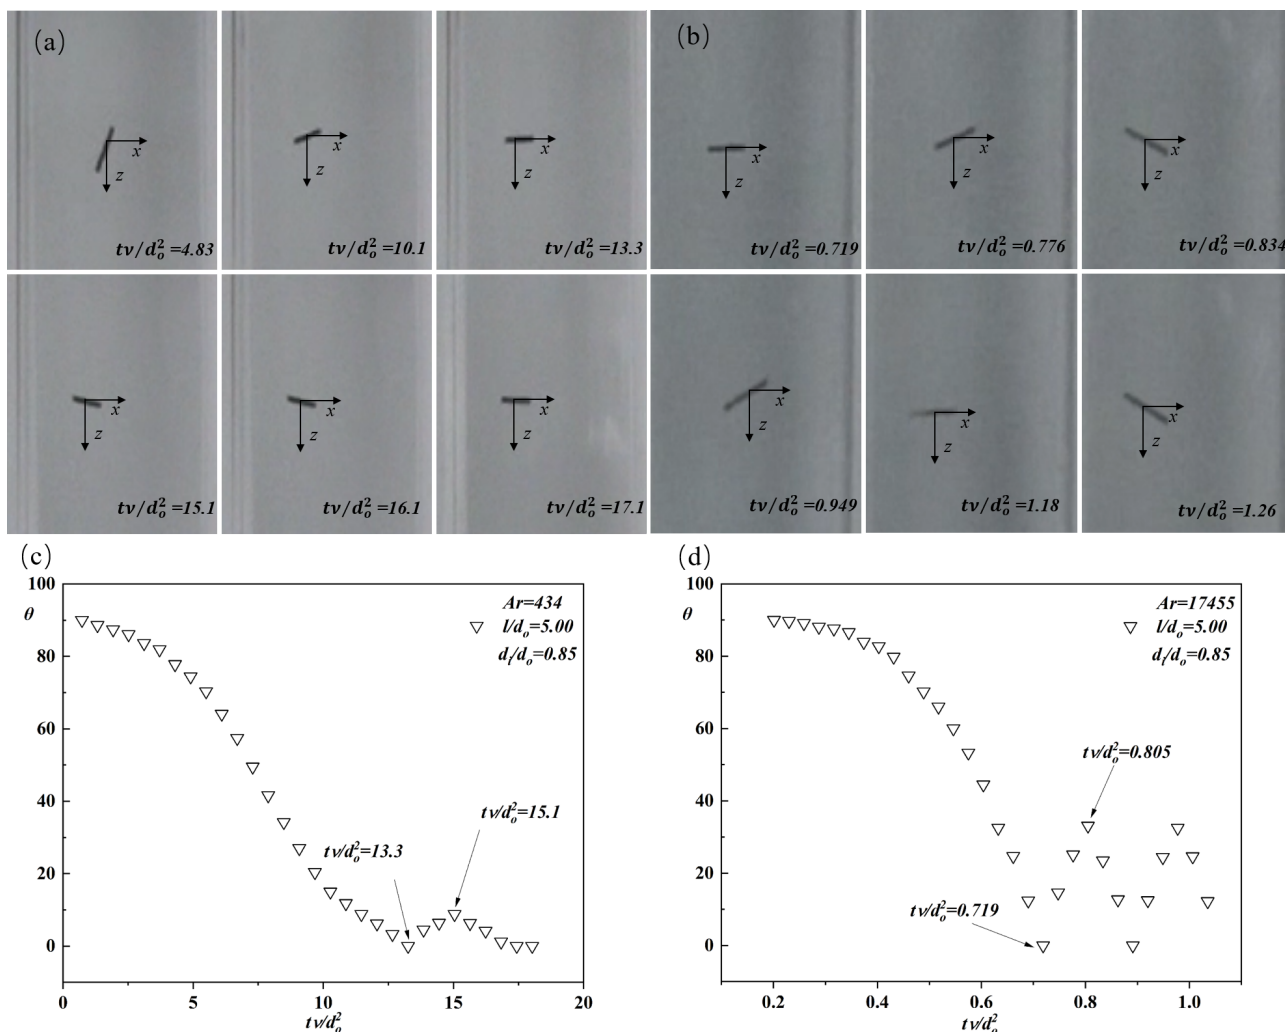 (a)
x
z
tν/d_o^2=4.83
x
z
tν/d_o^2=10.1
x
z
tν/d_o^2=13.3
(b)
x
z
tν/d_o^2=0.719
x
z
tν/d_o^2=0.776
x
z
tν/d_o^2=0.834
x
z
tν/d_o^2=15.1
x
z
tν/d_o^2=16.1
x
z
tν/d_o^2=17.1
x
z
tν/d_o^2=0.949
x
z
tν/d_o^2=1.18
x
z
tν/d_o^2=1.26
(c)
100
80
60
40
20
0
θ
Ar=434
l/d_o=5.00
d_i/d_o=0.85
tν/d_o^2=15.1
tν/d_o^2=13.3
0 5 10 15 20
tν/d_o^2
(d)
100
80
60
40
20
0
θ
Ar=17455
l/d_o=5.00
d_i/d_o=0.85
tν/d_o^2=0.805
tν/d_o^2=0.719
0.2 0.4 0.6 0.8 1.0
tν/d_o^2